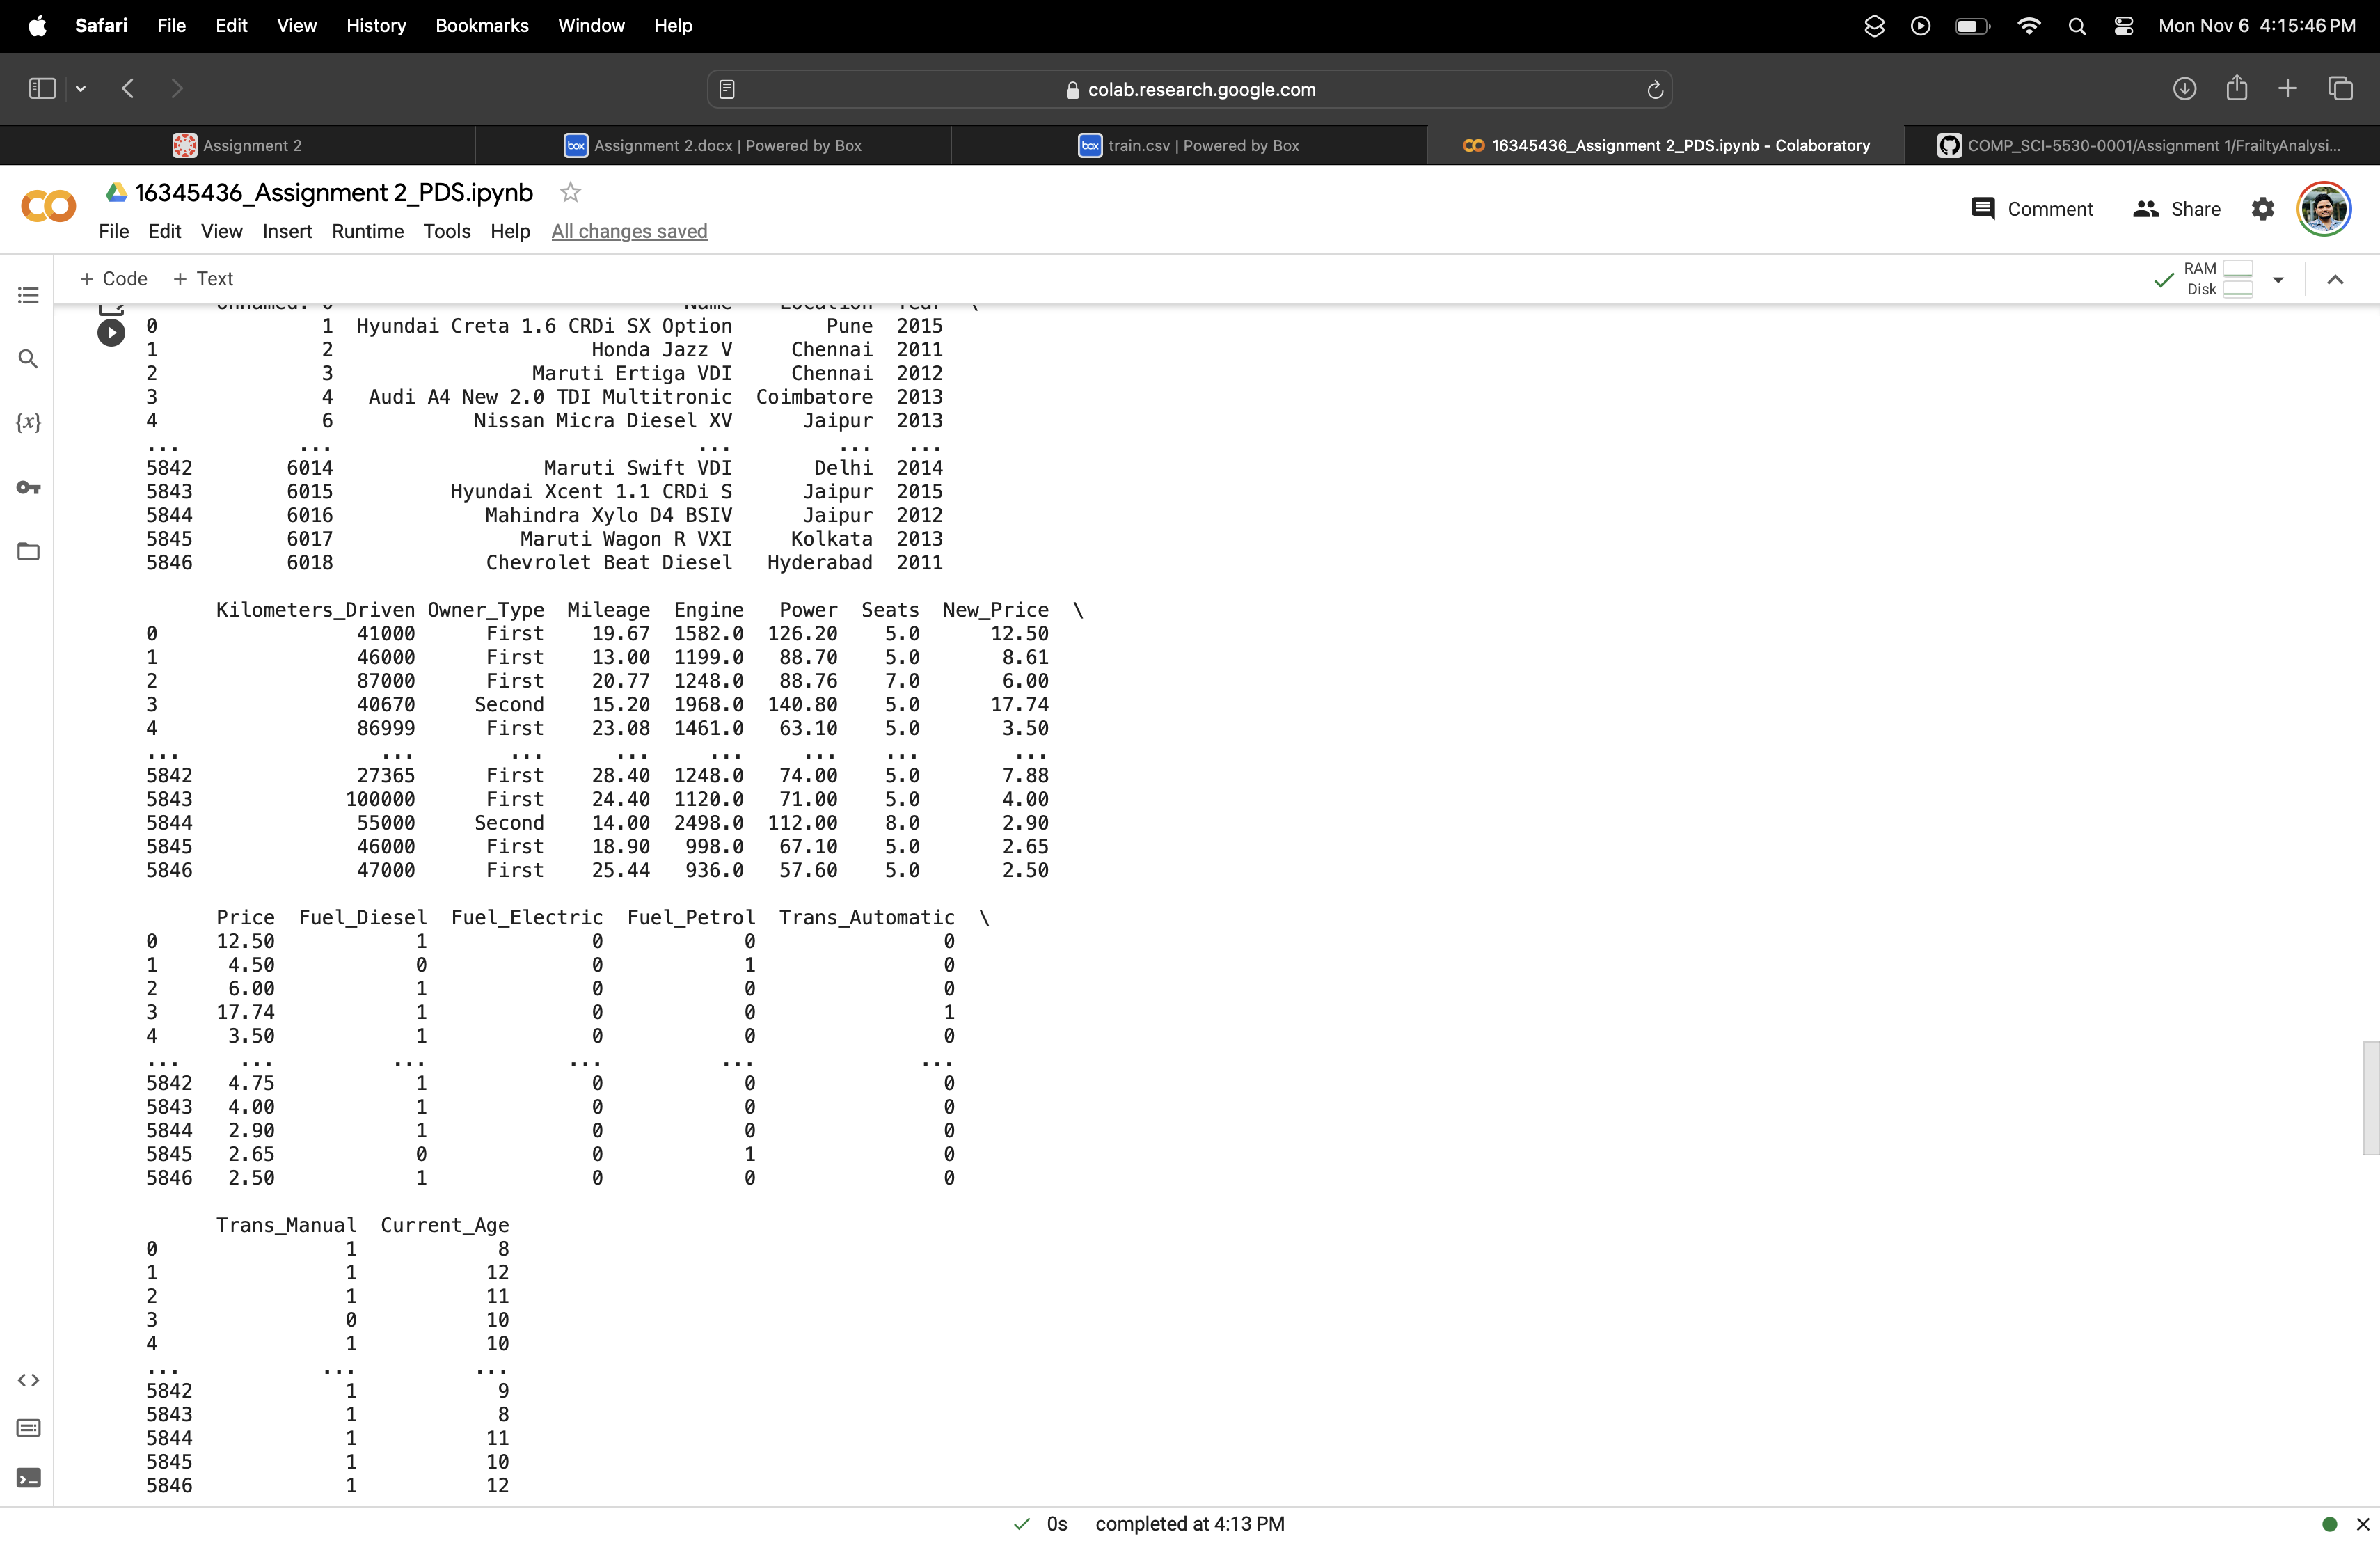 Safari File Edit View History Bookmarks Window Help Mon Nov 6 4:15:46 PM
colab.research.google.com
Assignment 2
Assignment 2.docx | Powered by Box
train.csv | Powered by Box
16345436_Assignment 2_PDS.ipynb - Colaboratory
COMP_SCI-5530-0001/Assignment 1/FrailtyAnalysi...
16345436_Assignment 2_PDS.ipynb
Comment Share
File Edit View Insert Runtime Tools Help All changes saved
+ Code + Text
RAM
Disk
Unnamed: 0 Name Location Year \
0 1 Hyundai Creta 1.6 CRDi SX Option Pune 2015
1 2 Honda Jazz V Chennai 2011
2 3 Maruti Ertiga VDI Chennai 2012
3 4 Audi A4 New 2.0 TDI Multitronic Coimbatore 2013
4 6 Nissan Micra Diesel XV Jaipur 2013
... ... ... ... ...
5842 6014 Maruti Swift VDI Delhi 2014
5843 6015 Hyundai Xcent 1.1 CRDi S Jaipur 2015
5844 6016 Mahindra Xylo D4 BSIV Jaipur 2012
5845 6017 Maruti Wagon R VXI Kolkata 2013
5846 6018 Chevrolet Beat Diesel Hyderabad 2011
Kilometers_Driven Owner_Type Mileage Engine Power Seats New_Price \
0 41000 First 19.67 1582.0 126.20 5.0 12.50
1 46000 First 13.00 1199.0 88.70 5.0 8.61
2 87000 First 20.77 1248.0 88.76 7.0 6.00
3 40670 Second 15.20 1968.0 140.80 5.0 17.74
4 86999 First 23.08 1461.0 63.10 5.0 3.50
... ... ... ... ... ... ... ...
5842 27365 First 28.40 1248.0 74.00 5.0 7.88
5843 100000 First 24.40 1120.0 71.00 5.0 4.00
5844 55000 Second 14.00 2498.0 112.00 8.0 2.90
5845 46000 First 18.90 998.0 67.10 5.0 2.65
5846 47000 First 25.44 936.0 57.60 5.0 2.50
Price Fuel_Diesel Fuel_Electric Fuel_Petrol Trans_Automatic \
0 12.50 1 0 0 0
1 4.50 0 0 1 0
2 6.00 1 0 0 0
3 17.74 1 0 0 1
4 3.50 1 0 0 0
... ... ... ... ... ...
5842 4.75 1 0 0 0
5843 4.00 1 0 0 0
5844 2.90 1 0 0 0
5845 2.65 0 0 1 0
5846 2.50 1 0 0 0
Trans_Manual Current_Age
0 1 8
1 1 12
2 1 11
3 0 10
4 1 10
... ... ...
5842 1 9
5843 1 8
5844 1 11
5845 1 10
5846 1 12
0s completed at 4:13 PM